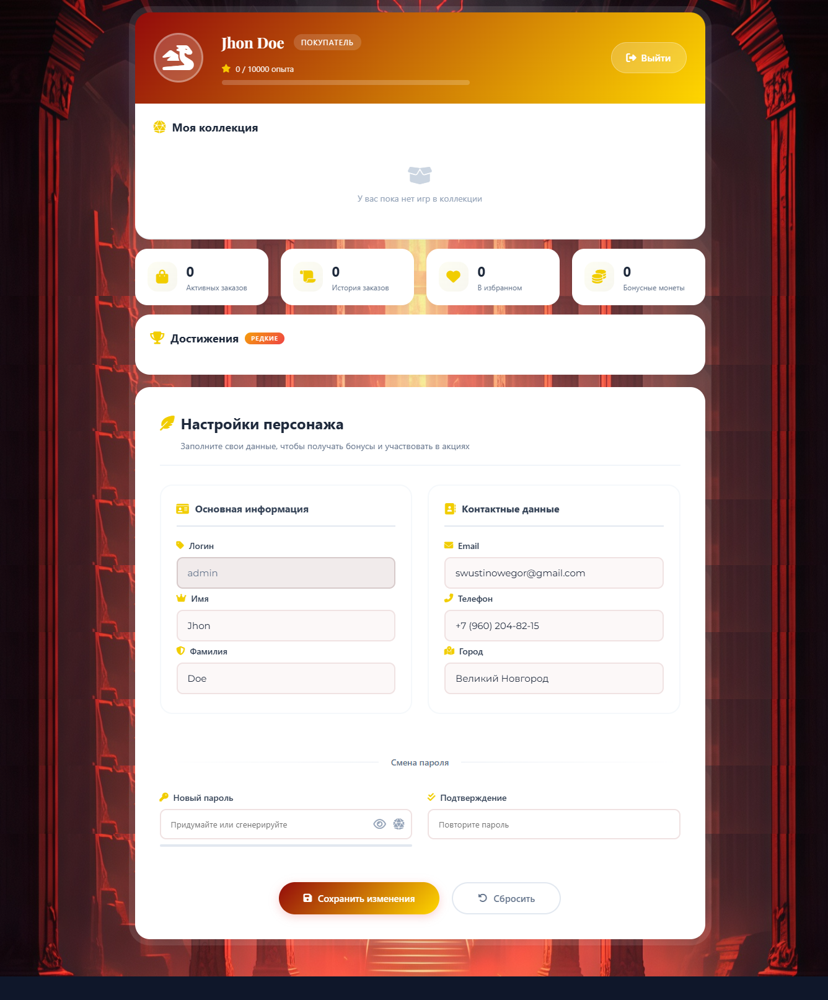 Jhon Doe
ПОКУПАТЕЛЬ
0 / 10000 опыта
Выйти
Моя коллекция
У вас пока нет игр в коллекции
0
Активных заказов
0
История заказов
0
В избранном
0
Бонусные монеты
Достижения
РЕДКИЕ
Настройки персонажа
Заполните свои данные, чтобы получать бонусы и участвовать в акциях
Основная информация
Логин
admin
Имя
Jhon
Фамилия
Doe
Контактные данные
Email
swustinowegor@gmail.com
Телефон
+7 (960) 204-82-15
Город
Великий Новгород
Смена пароля
Новый пароль
Придумайте или сгенерируйте
Подтверждение
Повторите пароль
Сохранить изменения
Сбросить